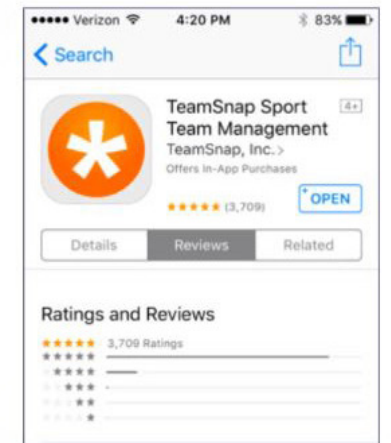 Verizon 4:20 PM 83%
Search
TeamSnap Sport 4+
Team Management
TeamSnap, Inc. >
Offers In-App Purchases
★★★★★ (3,709)
+ OPEN
Details Reviews Related
Ratings and Reviews
★★★★★ 3,709 Ratings
★★★★★
★★★★
★★★
★★
★